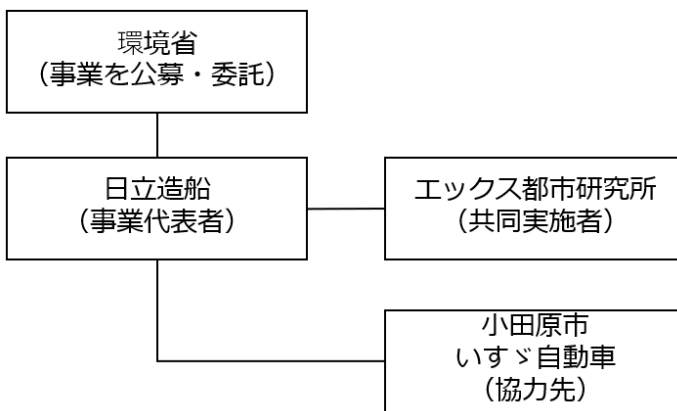 環境省
（事業を公募・委託）
日立造船
（事業代表者）
エックス都市研究所
（共同実施者）
小田原市
いすゞ自動車
（協力先）